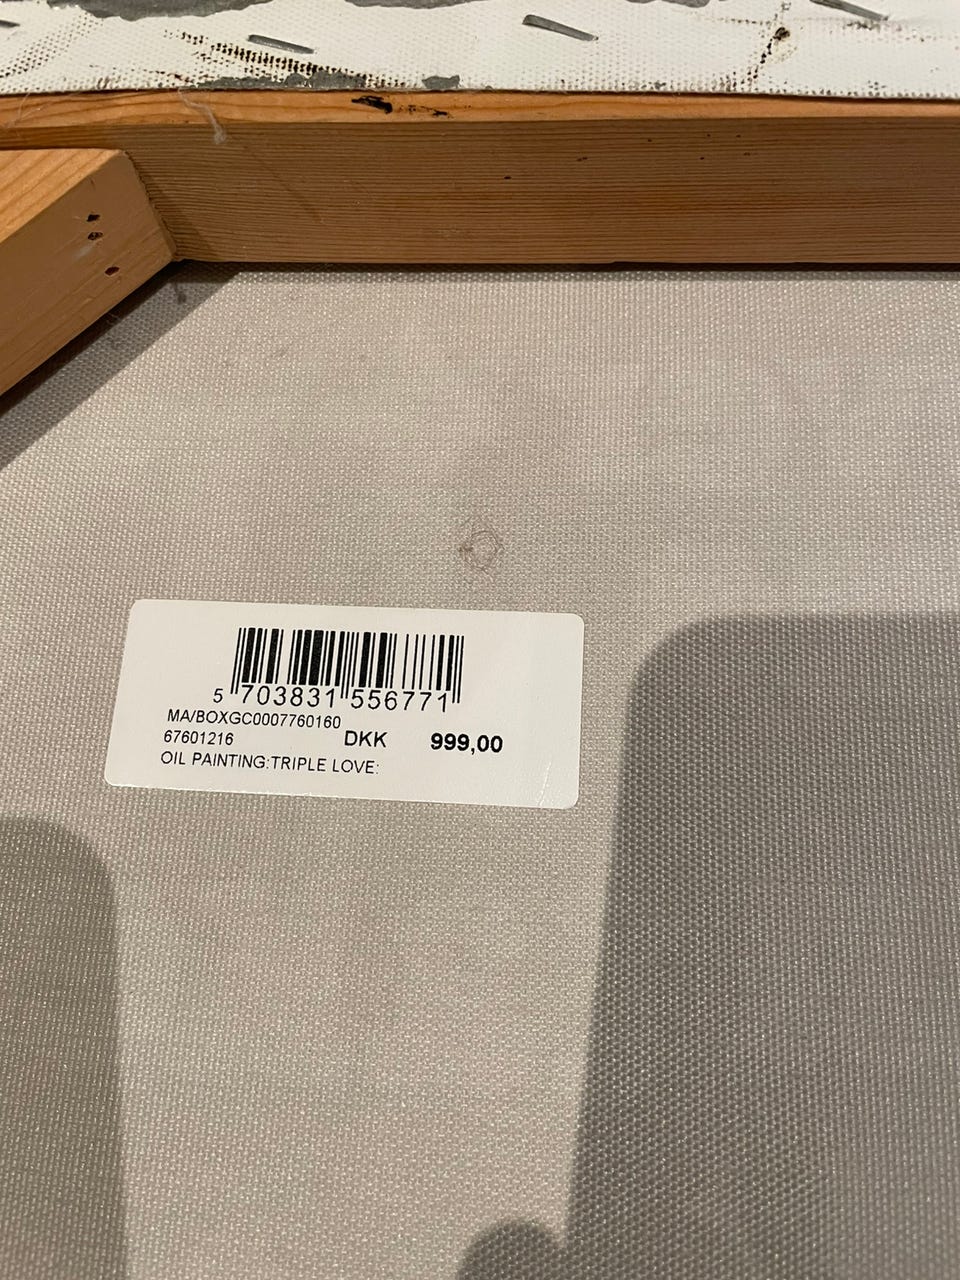 5 703831 556771
MA/BOXGC0007760160
67601216 DKK 999,00
OIL PAINTING:TRIPLE LOVE: